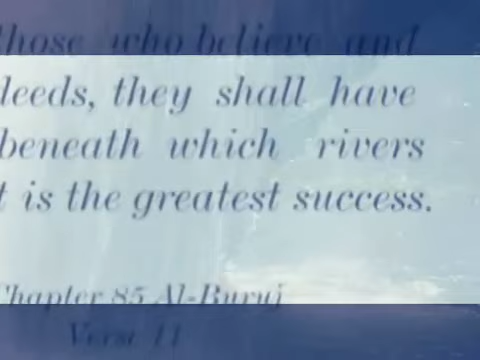 those who believe and
deeds, they shall have
beneath which rivers
t is the greatest success.
Chapter 85 Al-Buruj
Verse 11